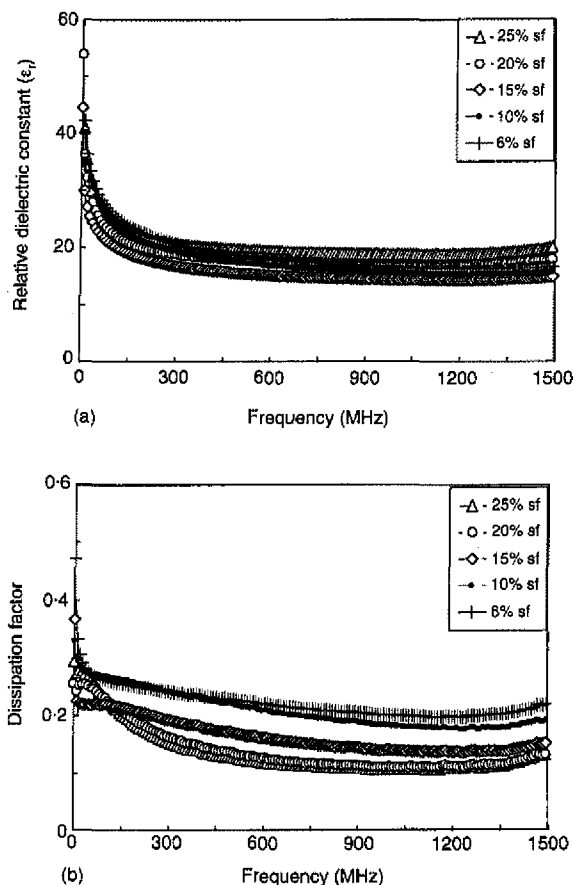 60
40
20
0
Relative dielectric constant (εr)
25% sf
20% sf
15% sf
10% sf
6% sf
300
600
900
1200
1500
(a)
Frequency (MHz)
0·6
0·4
0·2
0
Dissipation factor
25% sf
20% sf
15% sf
10% sf
6% sf
0
300
600
900
1200
1500
(b)
Frequency (MHz)